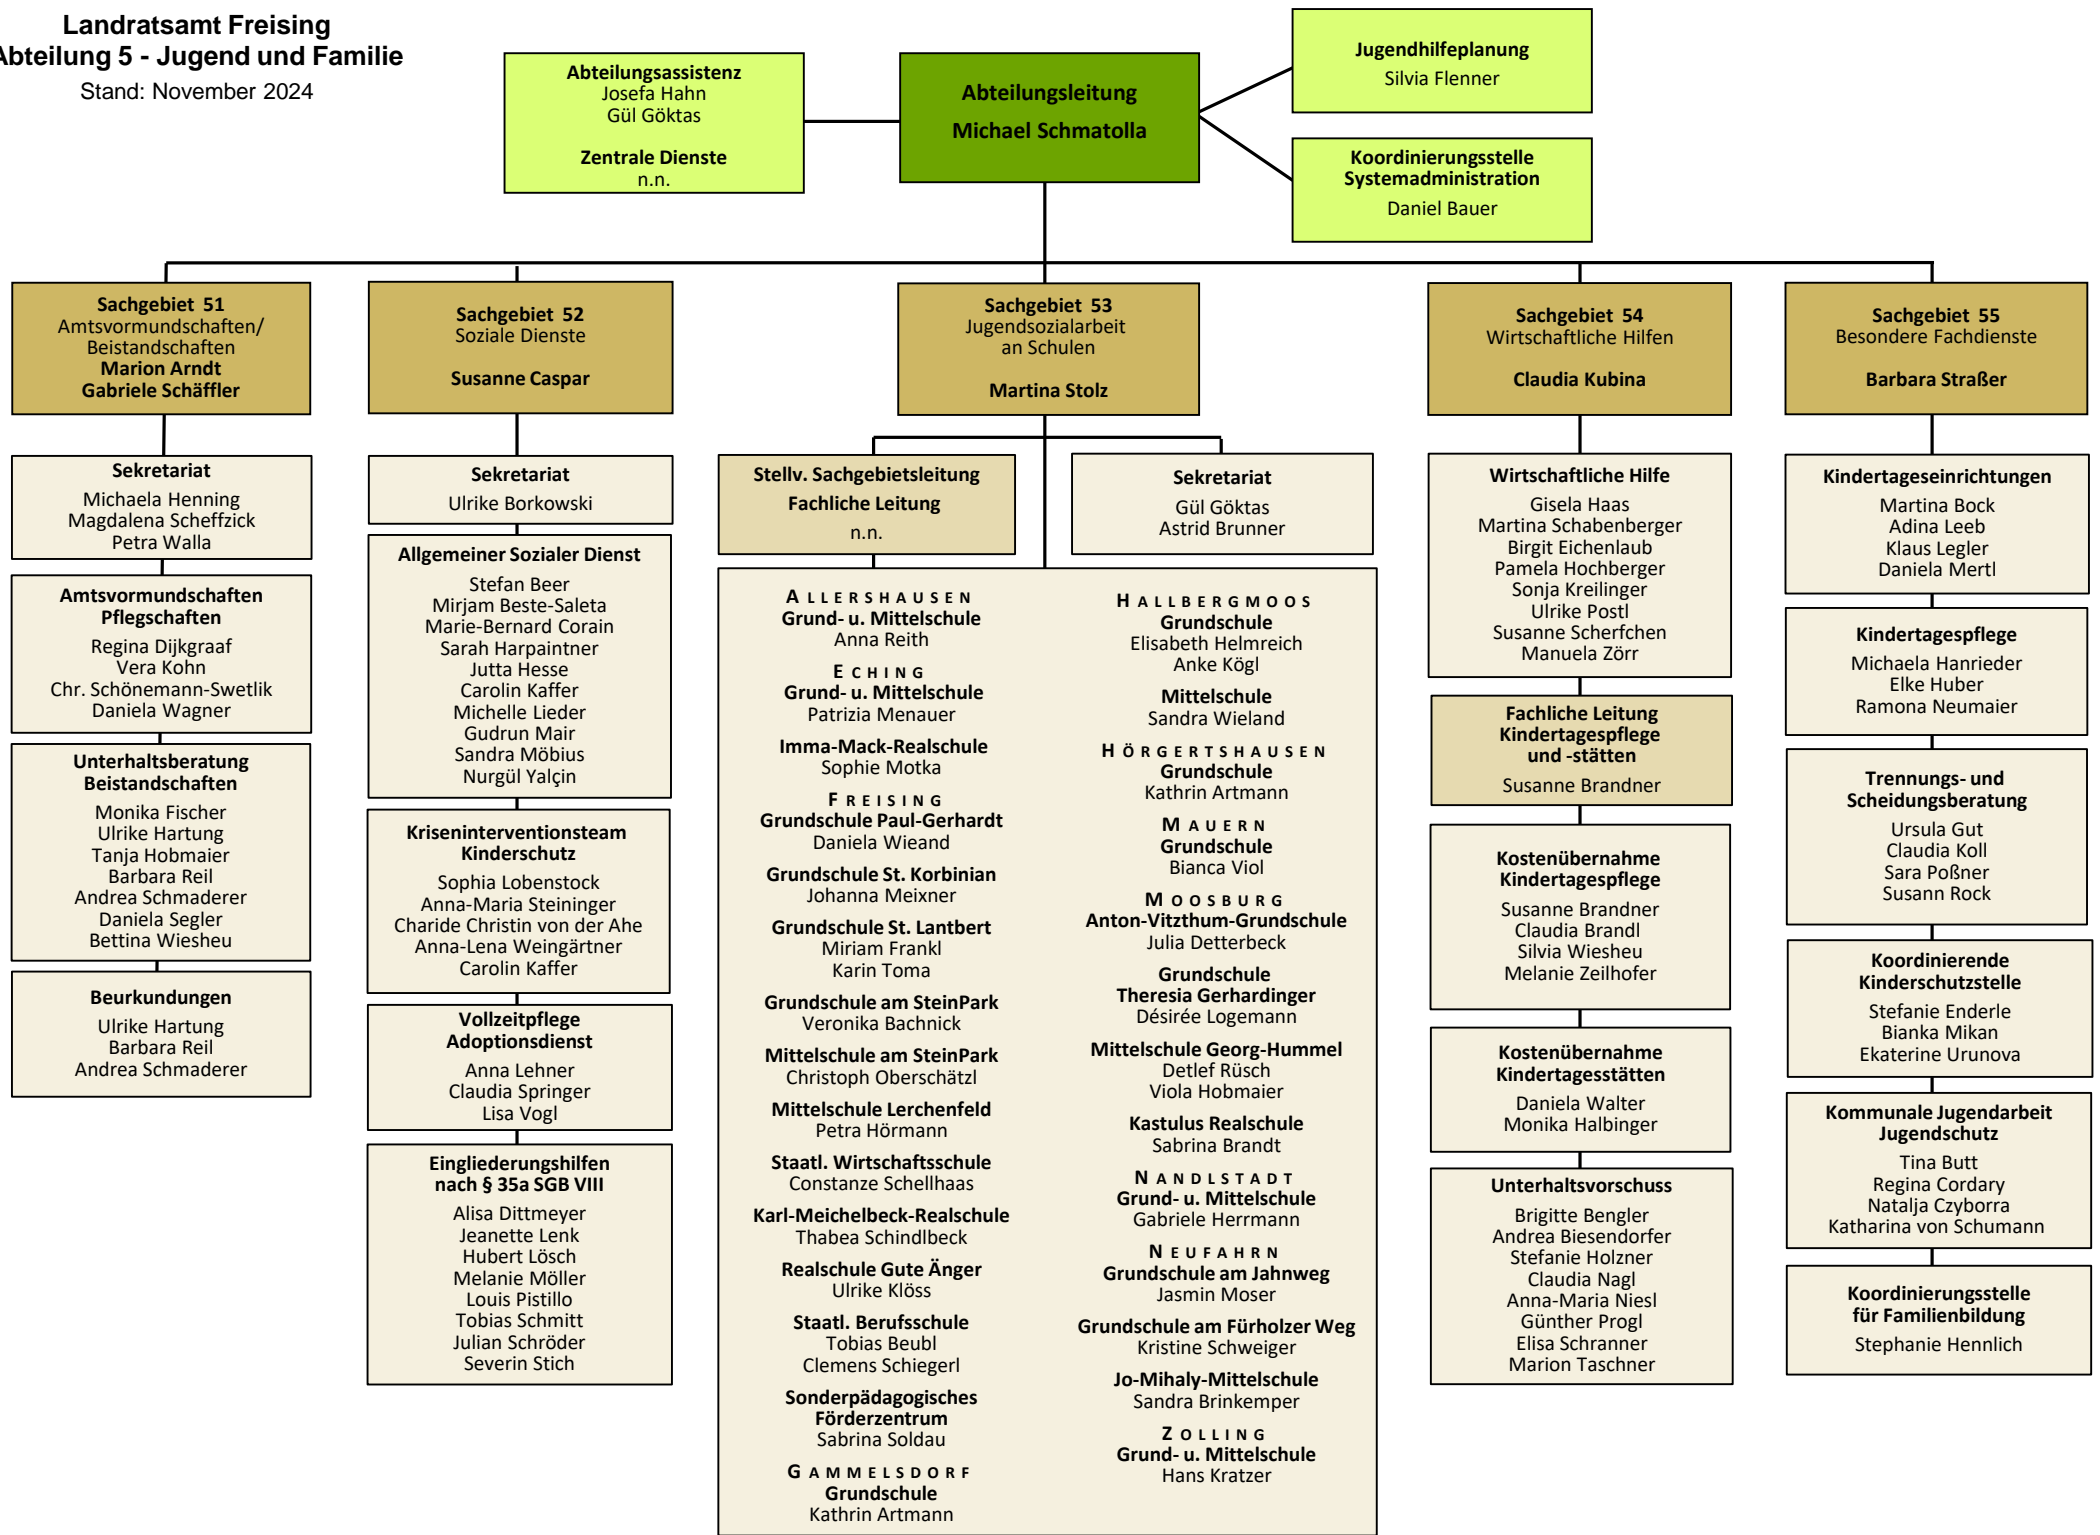 Landratsamt Freising
Abteilung 5 - Jugend und Familie
Stand: November 2024
Abteilungsassistenz
Josefa Hahn
Gül Göktas
Zentrale Dienste
n.n.
Abteilungsleitung
Michael Schmatolla
Jugendhilfeplanung
Silvia Flenner
Koordinierungsstelle
Systemadministration
Daniel Bauer
Sachgebiet 51
Amtsvormundschaften/
Beistandschaften
Marion Arndt
Gabriele Schäffler
Sekretariat
Michaela Henning
Magdalena Scheffzick
Petra Walla
Amtsvormundschaften
Pflegschaften
Regina Dijkgraaf
Vera Kohn
Chr. Schönemann-Swetlik
Daniela Wagner
Unterhaltsberatung
Beistandschaften
Monika Fischer
Ulrike Hartung
Tanja Hobmaier
Barbara Reil
Andrea Schmaderer
Daniela Segler
Bettina Wiesheu
Beurkundungen
Ulrike Hartung
Barbara Reil
Andrea Schmaderer
Sachgebiet 52
Soziale Dienste
Susanne Caspar
Sekretariat
Ulrike Borkowski
Allgemeiner Sozialer Dienst
Stefan Beer
Mirjam Beste-Saleta
Marie-Bernard Corain
Sarah Harpaintner
Jutta Hesse
Carolin Kaffer
Michelle Lieder
Gudrun Mair
Sandra Möbius
Nurgül Yalçin
Kriseninterventionsteam
Kinderschutz
Sophia Lobenstock
Anna-Maria Steininger
Charide Christin von der Ahe
Anna-Lena Weingärtner
Carolin Kaffer
Vollzeitpflege
Adoptionsdienst
Anna Lehner
Claudia Springer
Lisa Vogl
Eingliederungshilfen
nach § 35a SGB VIII
Alisa Dittmeyer
Jeanette Lenk
Hubert Lösch
Melanie Möller
Louis Pistillo
Tobias Schmitt
Julian Schröder
Severin Stich
Sachgebiet 53
Jugendsozialarbeit
an Schulen
Martina Stolz
Stellv. Sachgebietsleitung
Fachliche Leitung
n.n.
Sekretariat
Gül Göktas
Astrid Brunner
ALLERSHAUSEN
Grund- u. Mittelschule
Anna Reith
ECHING
Grund- u. Mittelschule
Patrizia Menauer
Imma-Mack-Realschule
Sophie Motka
FREISING
Grundschule Paul-Gerhardt
Daniela Wieand
Grundschule St. Korbinian
Johanna Meixner
Grundschule St. Lantbert
Miriam Frankl
Karin Toma
Grundschule am SteinPark
Veronika Bachnick
Mittelschule am SteinPark
Christoph Oberschätzl
Mittelschule Lerchenfeld
Petra Hörmann
Staatl. Wirtschaftsschule
Constanze Schellhaas
Karl-Meichelbeck-Realschule
Thabea Schindlbeck
Realschule Gute Änger
Ulrike Klöss
Staatl. Berufsschule
Tobias Beubl
Clemens Schiegerl
Sonderpädagogisches
Förderzentrum
Sabrina Soldau
GAMMELSDORF
Grundschule
Kathrin Artmann
HALLBERGMOOS
Grundschule
Elisabeth Helmreich
Anke Kögl
Mittelschule
Sandra Wieland
HÖRGERTSHAUSEN
Grundschule
Kathrin Artmann
MAUERN
Grundschule
Bianca Viol
MOOSBURG
Anton-Vitzthum-Grundschule
Julia Detterbeck
Grundschule
Theresia Gerhardinger
Désirée Logemann
Mittelschule Georg-Hummel
Detlef Rüsch
Viola Hobmaier
Kastulus Realschule
Sabrina Brandt
NANDLSTADT
Grund- u. Mittelschule
Gabriele Herrmann
NEUFAHRN
Grundschule am Jahnweg
Jasmin Moser
Grundschule am Fürholzer Weg
Kristine Schweiger
Jo-Mihaly-Mittelschule
Sandra Brinkemper
ZOLLING
Grund- u. Mittelschule
Hans Kratzer
Sachgebiet 54
Wirtschaftliche Hilfen
Claudia Kubina
Wirtschaftliche Hilfe
Gisela Haas
Martina Schabenberger
Birgit Eichenlaub
Pamela Hochberger
Sonja Kreilinger
Ulrike Postl
Susanne Scherfchen
Manuela Zörr
Fachliche Leitung
Kindertagespflege
und -stätten
Susanne Brandner
Kostenübernahme
Kindertagespflege
Susanne Brandner
Claudia Brandl
Silvia Wiesheu
Melanie Zeilhofer
Kostenübernahme
Kindertagesstätten
Daniela Walter
Monika Halbinger
Unterhaltsvorschuss
Brigitte Bengler
Andrea Biesendorfer
Stefanie Holzner
Claudia Nagl
Anna-Maria Niesl
Günther Progl
Elisa Schranner
Marion Taschner
Sachgebiet 55
Besondere Fachdienste
Barbara Straßer
Kindertageseinrichtungen
Martina Bock
Adina Leeb
Klaus Legler
Daniela Mertl
Kindertagespflege
Michaela Hanrieder
Elke Huber
Ramona Neumaier
Trennungs- und
Scheidungsberatung
Ursula Gut
Claudia Koll
Sara Poßner
Susann Rock
Koordinierende
Kinderschutzstelle
Stefanie Enderle
Bianka Mikan
Ekaterine Urunova
Kommunale Jugendarbeit
Jugendschutz
Tina Butt
Regina Cordary
Natalja Czyborra
Katharina von Schumann
Koordinierungsstelle
für Familienbildung
Stephanie Hennlich